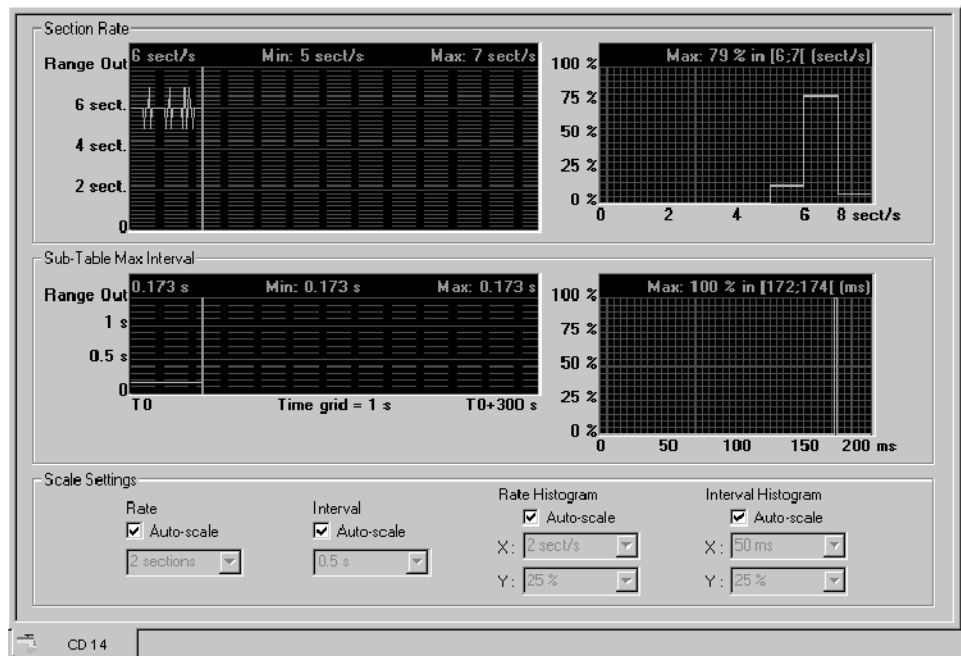 Section Rate
6 sect/s Min: 5 sect/s Max: 7 sect/s
Range Out
6 sect.
4 sect.
2 sect.
0
Max: 79 % in [6;7[ (sect/s)
100 %
75 %
50 %
25 %
0 %
0 2 4 6 8 sect/s
Sub-Table Max Interval
0.173 s Min: 0.173 s Max: 0.173 s
Range Out
1 s
0.5 s
0
T0 Time grid = 1 s T0+300 s
Max: 100 % in [172;174[ (ms)
100 %
75 %
50 %
25 %
0 %
0 50 100 150 200 ms
Scale Settings
Rate
Auto-scale
2 sections
Interval
Auto-scale
0.5 s
Rate Histogram
Auto-scale
X: 2 sect/s
Y: 25 %
Interval Histogram
Auto-scale
X: 50 ms
Y: 25 %
CD 14